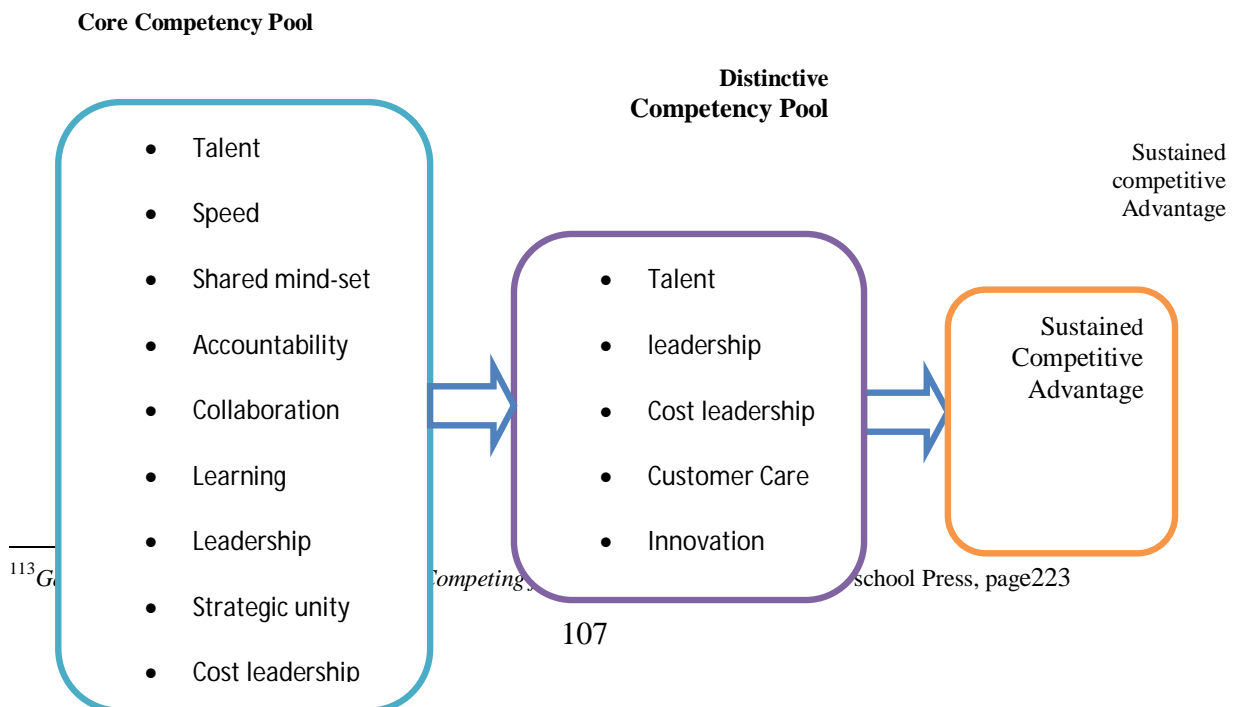 Core Competency Pool
Distinctive
Competency Pool
Sustained
competitive
Advantage
• Talent
• Speed
• Shared mind-set
• Accountability
• Collaboration
• Learning
• Leadership
• Strategic unity
• Cost leadership
• Talent
• leadership
• Cost leadership
• Customer Care
• Innovation
Sustained
Competitive
Advantage
113 Competing school Press, page223
107